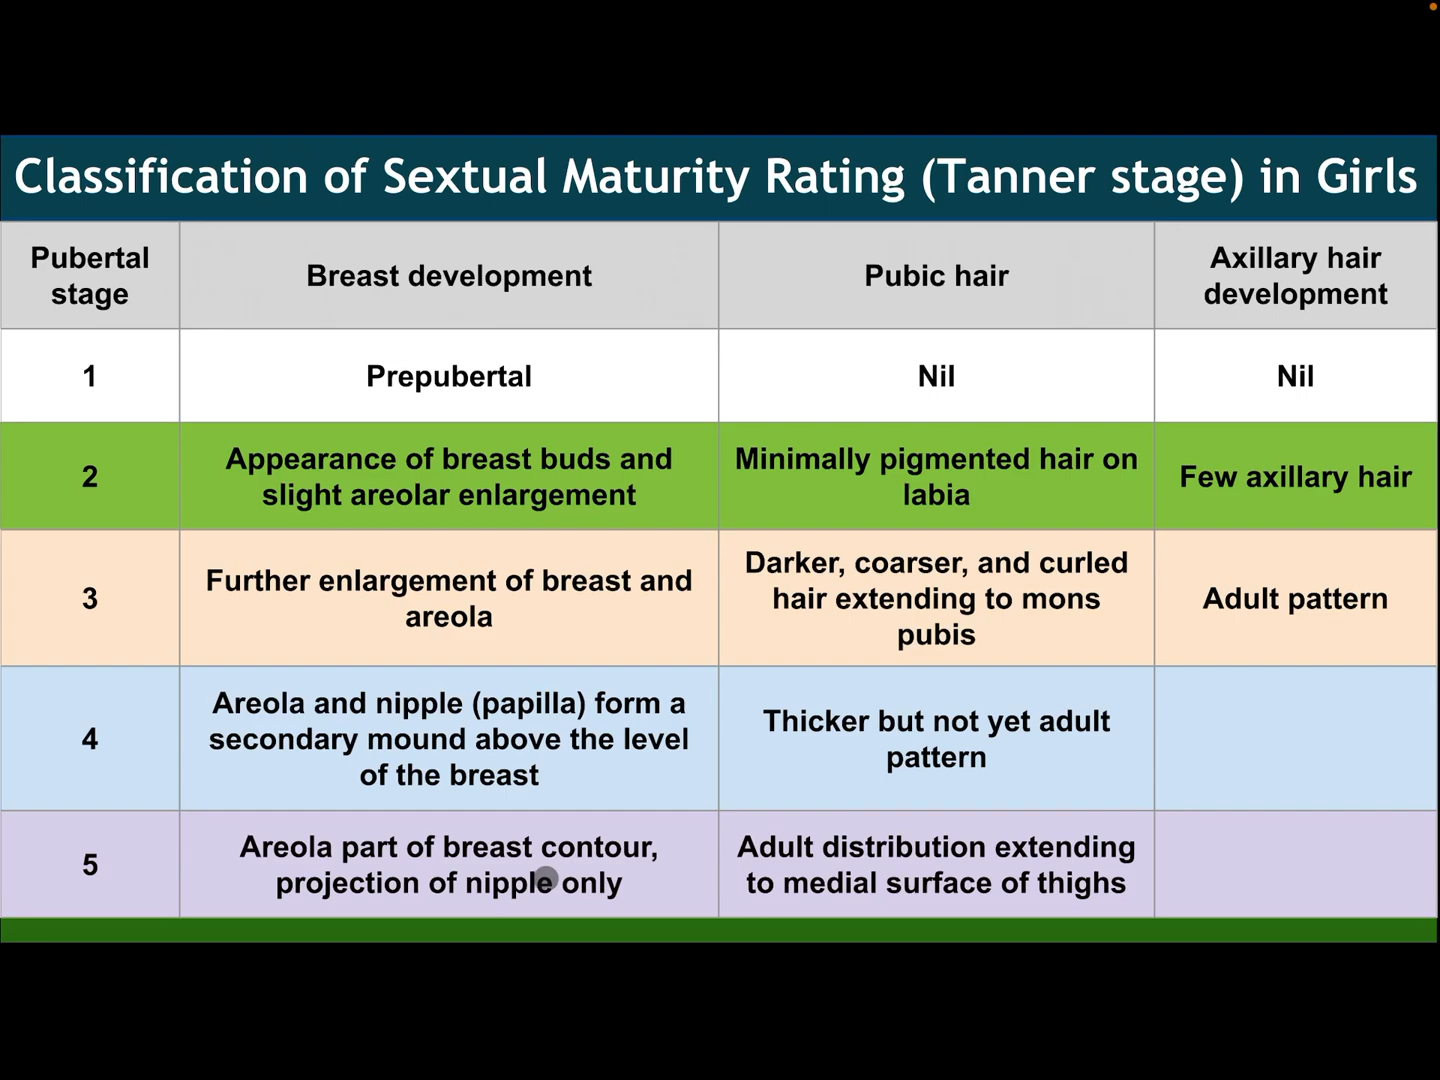 Classification of Sextual Maturity Rating (Tanner stage) in Girls
Pubertal
stage
Breast development
Pubic hair
Axillary hair
development
1
Prepubertal
Nil
Nil
2
Appearance of breast buds and
slight areolar enlargement
Minimally pigmented hair on
labia
Few axillary hair
3
Further enlargement of breast and
areola
Darker, coarser, and curled
hair extending to mons
pubis
Adult pattern
4
Areola and nipple (papilla) form a
secondary mound above the level
of the breast
Thicker but not yet adult
pattern
5
Areola part of breast contour,
projection of nipple only
Adult distribution extending
to medial surface of thighs